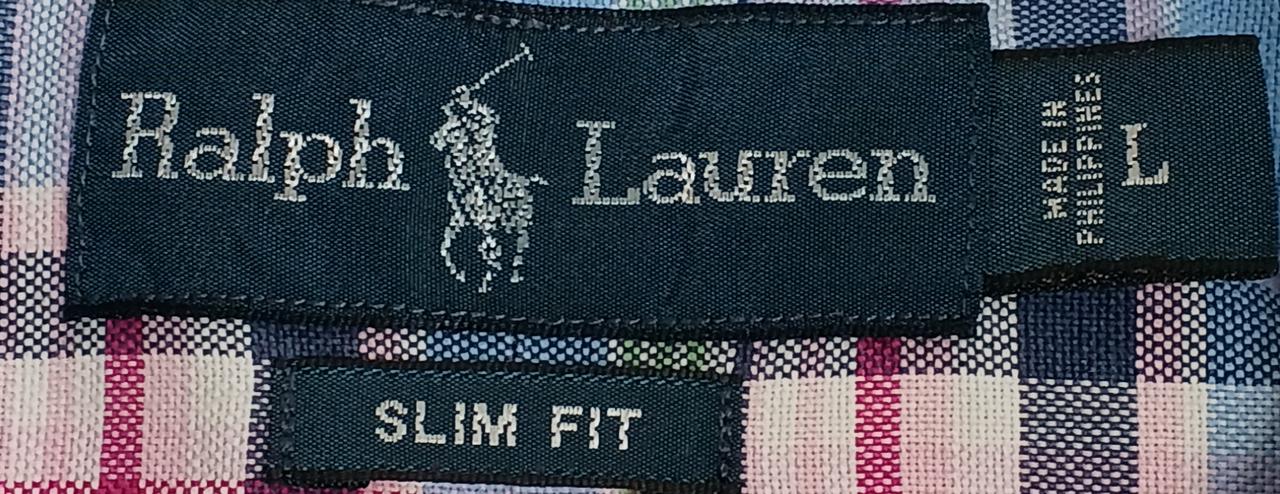 Ralph Lauren
MADE IN
PHILIPPINES
L
SLIM FIT